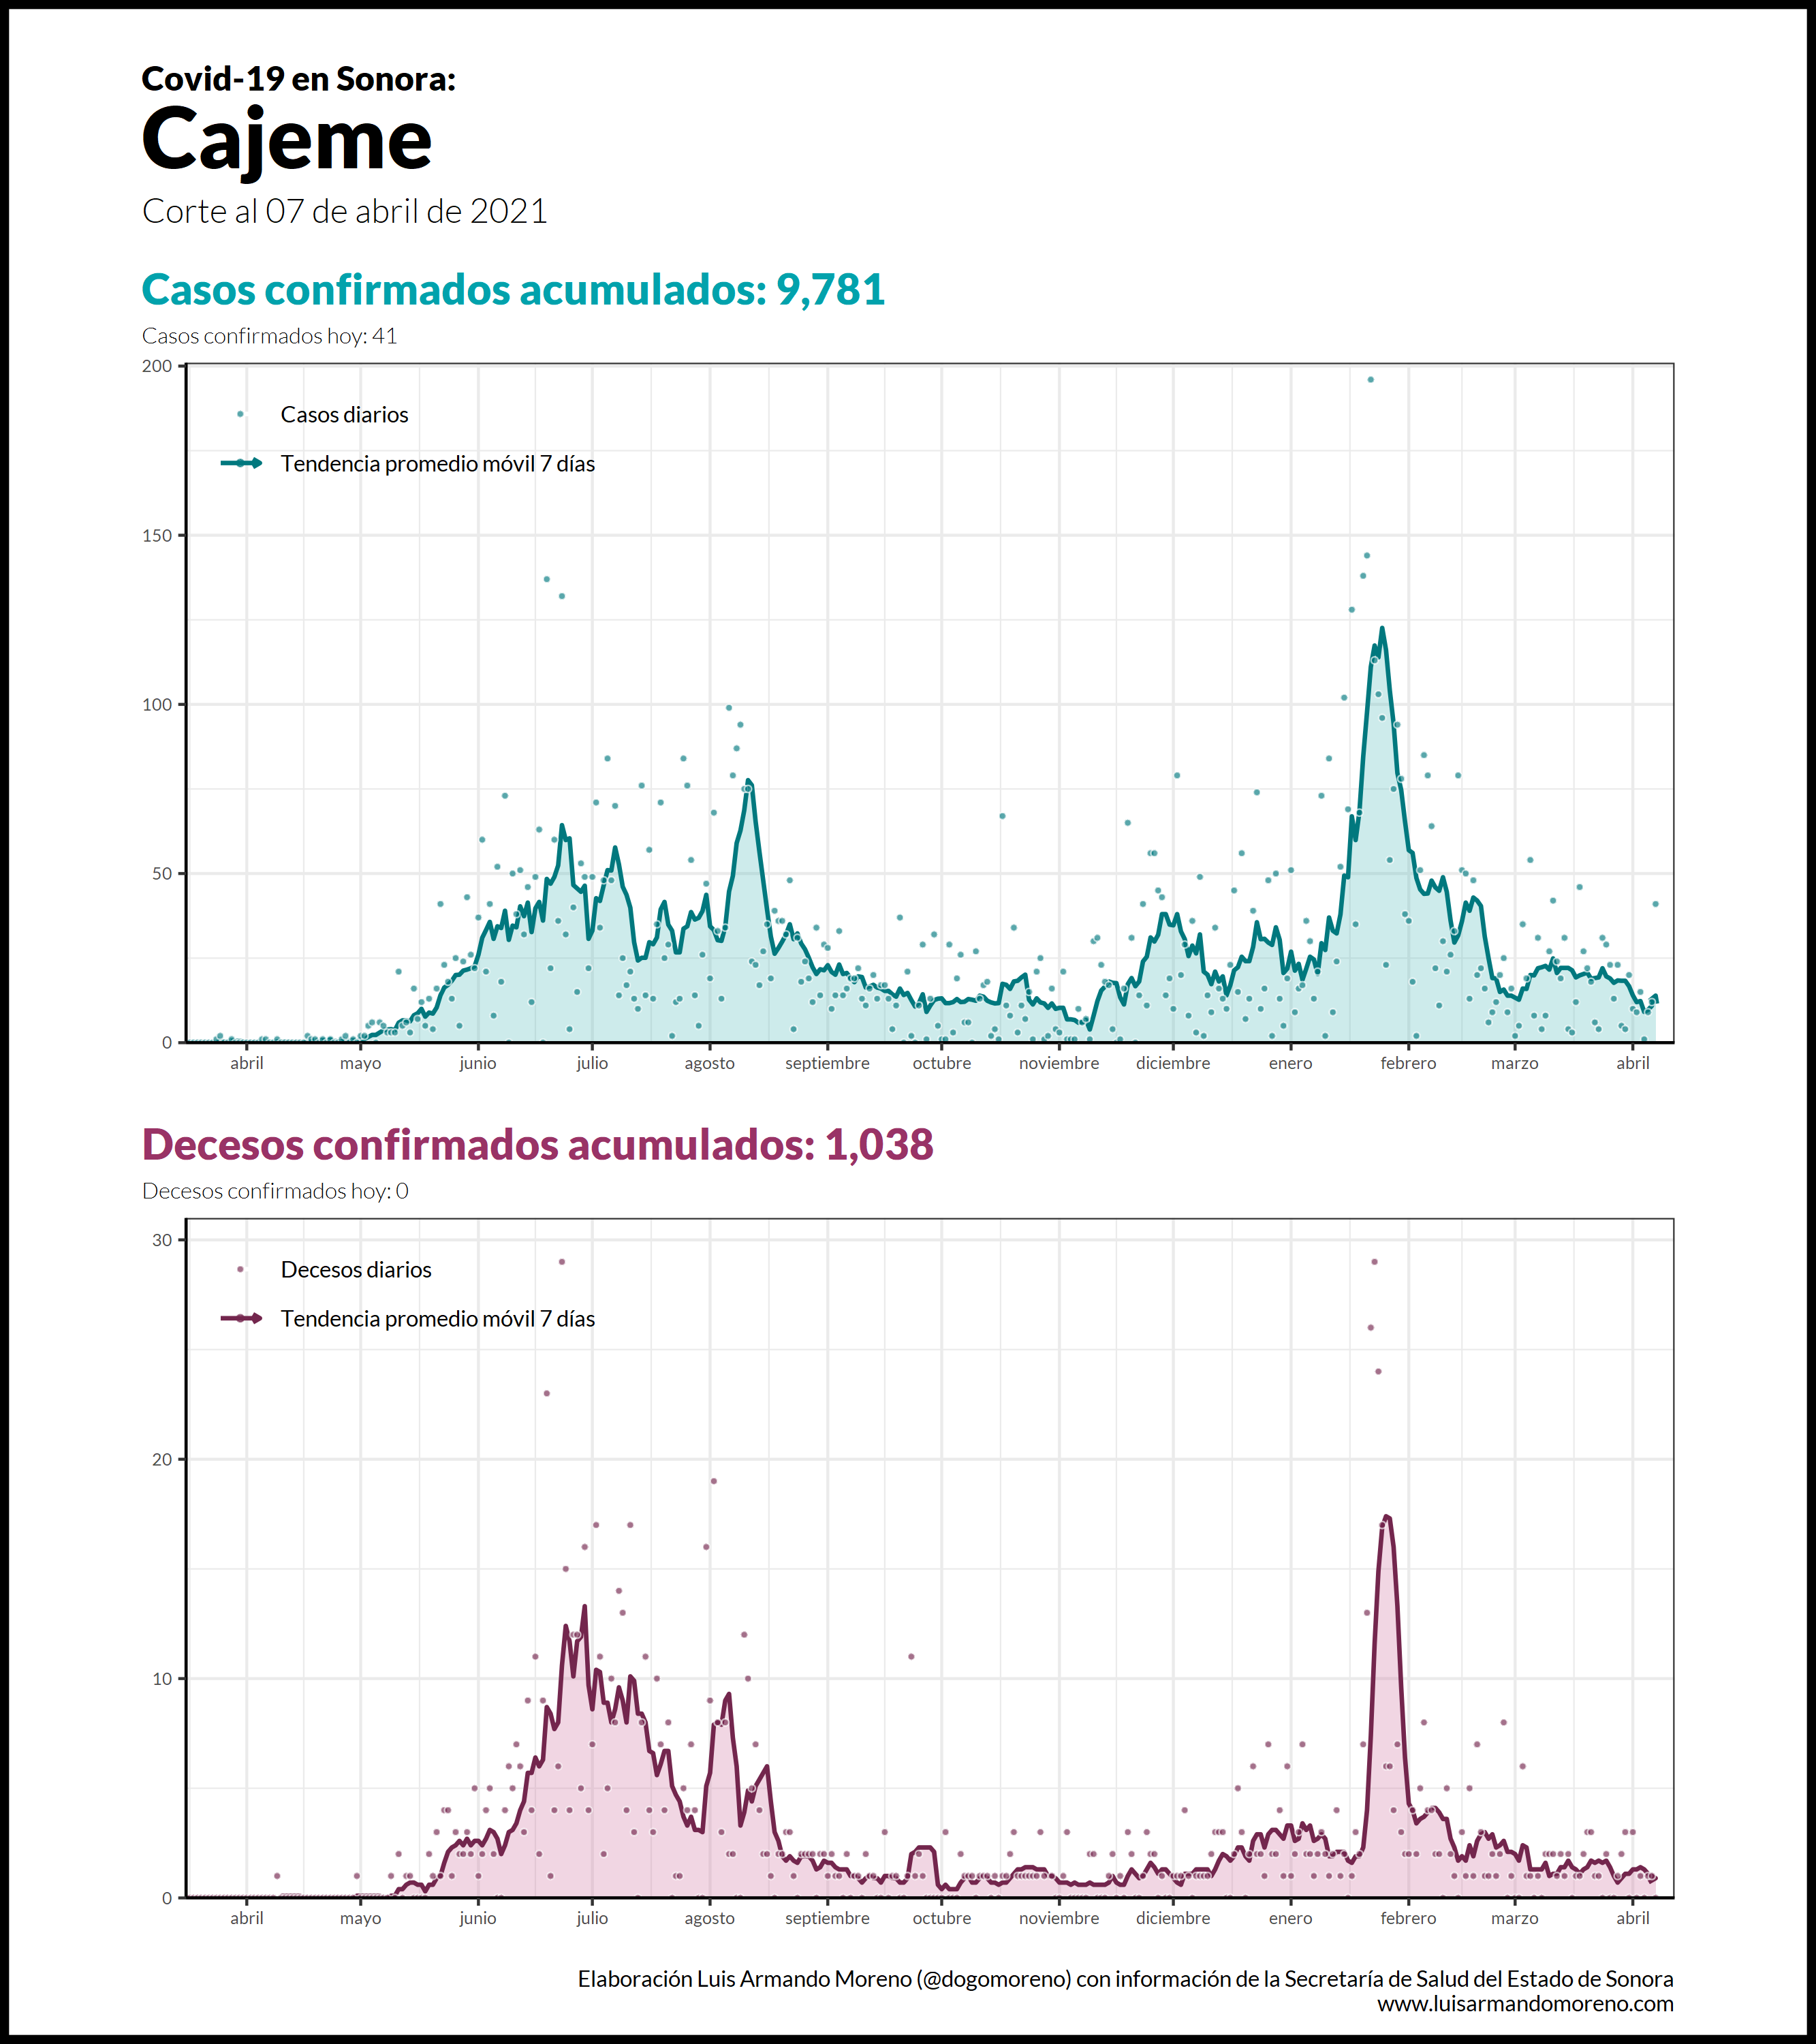 Covid-19 en Sonora:
Cajeme
Corte al 07 de abril de 2021
Casos confirmados acumulados: 9,781
Casos confirmados hoy: 41
200
150
100
50
0
Casos diarios
Tendencia promedio móvil 7 días
abril mayo junio julio agosto septiembre octubre noviembre diciembre enero febrero marzo abril
Decesos confirmados acumulados: 1,038
Decesos confirmados hoy: 0
30
20
10
0
Decesos diarios
Tendencia promedio móvil 7 días
abril mayo junio julio agosto septiembre octubre noviembre diciembre enero febrero marzo abril
Elaboración Luis Armando Moreno (@dogomoreno) con información de la Secretaría de Salud del Estado de Sonora
www.luisarmandomoreno.com